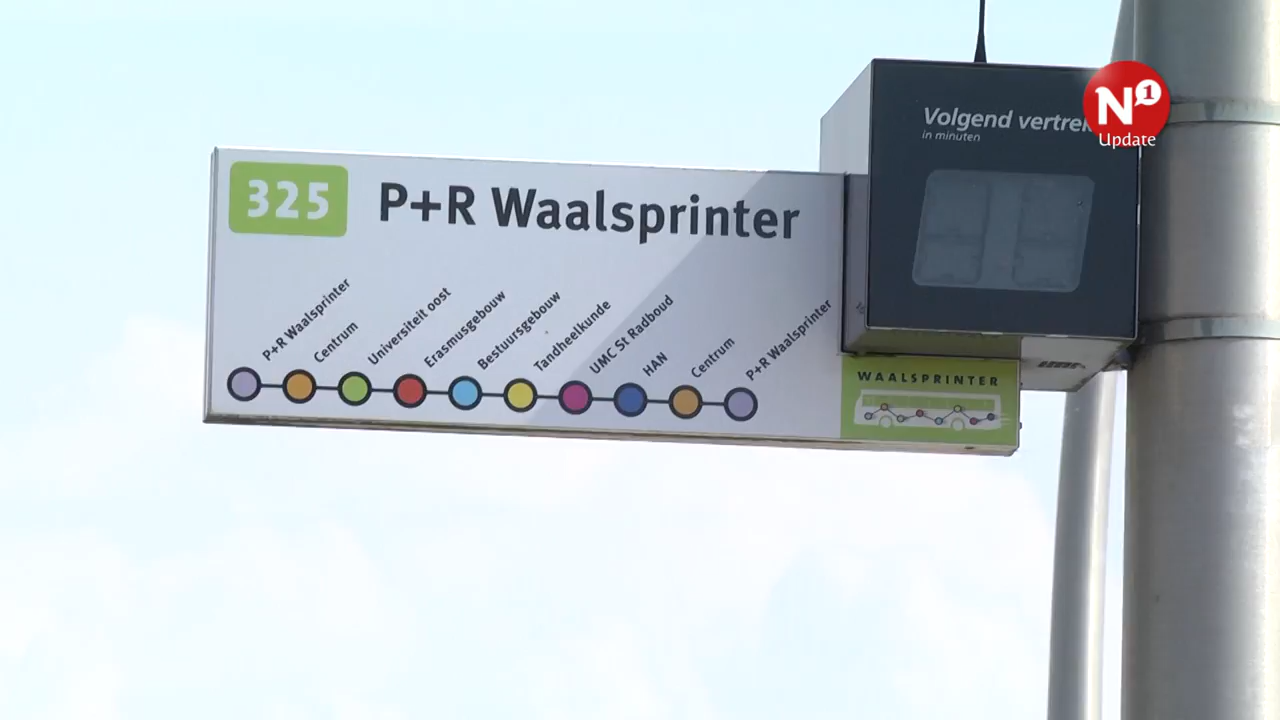 N1
Update
Volgend
in minuten
325
P+R Waalsprinter
P+R Waalsprinter
Centrum
Universiteit oost
Erasmusgebouw
Bestuursgebouw
Tandheelkunde
UMC St Radboud
HAN
Centrum
P+R Waalsprinter
WAALSPRINTER